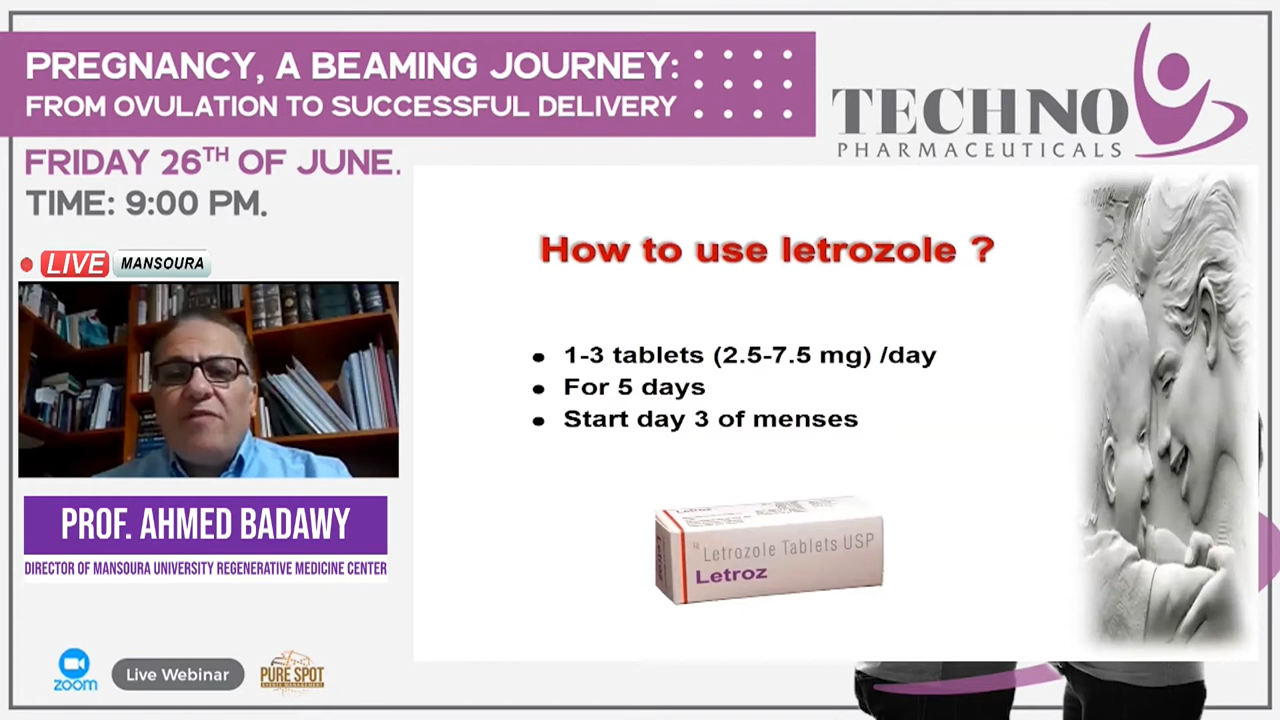 PREGNANCY, A BEAMING JOURNEY:
FROM OVULATION TO SUCCESSFUL DELIVERY
TECHNO
PHARMACEUTICALS
FRIDAY 26TH OF JUNE.
TIME: 9:00 PM.
LIVE MANSOURA
How to use letrozole ?
• 1-3 tablets (2.5-7.5 mg) /day
• For 5 days
• Start day 3 of menses
Letrozole Tablets USP
Letroz
PROF. AHMED BADAWY
DIRECTOR OF MANSOURA UNIVERSITY REGENERATIVE MEDICINE CENTER
zoom
Live Webinar
PURE SPOT
EVENTS MANAGEMENT